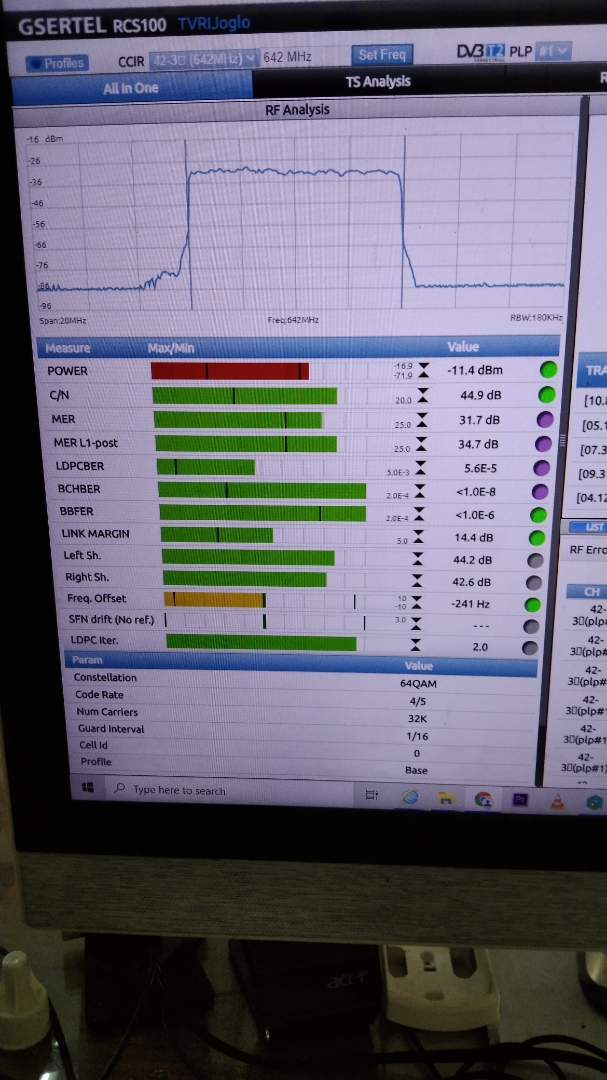 GSERTEL RCS100 TVRIJoglo
Profiles CCIR 42-3▯ (642MHz) 642 MHz Set Freq DVB T2 TERRESTRIAL PLP #1
All In One TS Analysis R
RF Analysis
-16 dBm
-26
-36
-46
-56
-66
-76
-86
-96
Span:20MHz Freq:642MHz RBW:180KHz
Measure Max/Min Value
POWER -16.9 -71.9 -11.4 dBm
C/N 20.0 44.9 dB
MER 25.0 31.7 dB
MER L1-post 25.0 34.7 dB
LDPCBER 5.0E-3 5.6E-5
BCHBER 2.0E-4 <1.0E-8
BBFER 2.0E-4 <1.0E-6
LINK MARGIN 5.0 14.4 dB
Left Sh. 44.2 dB
Right Sh. 42.6 dB
Freq. Offset 10 -10 -241 Hz
SFN drift (No ref.) 3.0 ---
LDPC Iter. 2.0
Param Value
Constellation 64QAM
Code Rate 4/5
Num Carriers 32K
Guard Interval 1/16
Cell Id 0
Profile Base
TRA
[10.
[05.1
[07.3
[09.3
[04.12
LIST
RF Erro
CH
42-
3▯(plp#
42-
3▯(plp#
42-
3▯(plp#
42-
3▯(plp#1
42-
3▯(plp#1)
Type here to search
acer